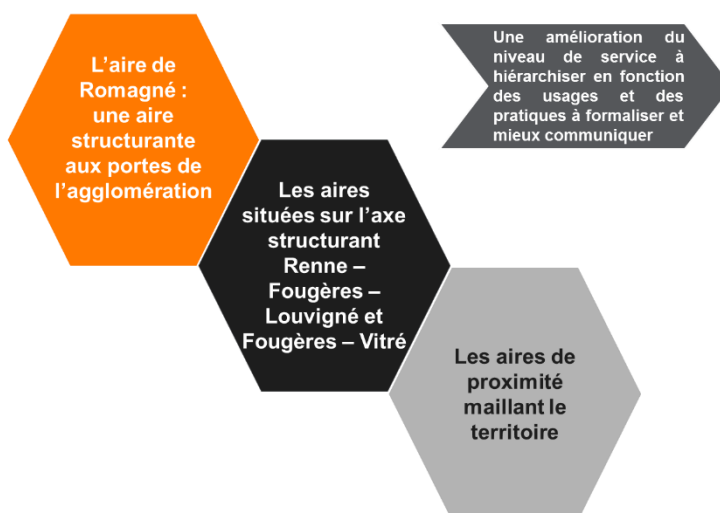 L'aire de
Romagné :
une aire
structurante
aux portes de
l'agglomération
Une amélioration du
niveau de service à
hiérarchiser en fonction
des usages et des
pratiques à formaliser et
mieux communiquer
Les aires
situées sur l'axe
structurant
Renne –
Fougères –
Louvigné et
Fougères – Vitré
Les aires de
proximité
maillant le
territoire